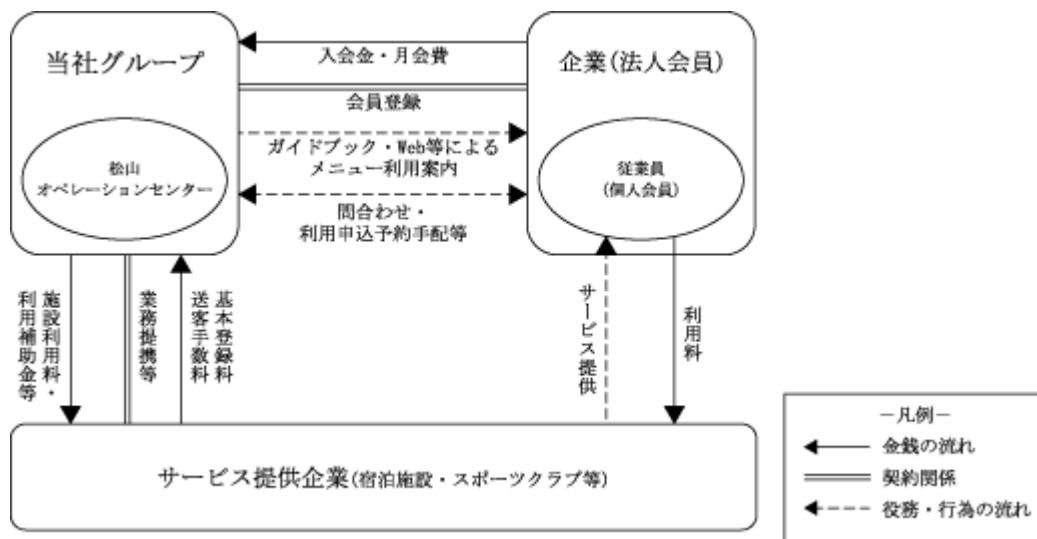 当社グループ
松山
オペレーションセンター
入会金・月会費
会員登録
ガイドブック・Web等による
メニュー利用案内
問合わせ・
利用申込予約手配等
企業(法人会員)
従業員
(個人会員)
施設利用料・
利用補助金等
業務提携等
基本登録料
送客手数料
サービス提供
利用料
サービス提供企業(宿泊施設・スポーツクラブ等)
－凡例－
金銭の流れ
契約関係
役務・行為の流れ